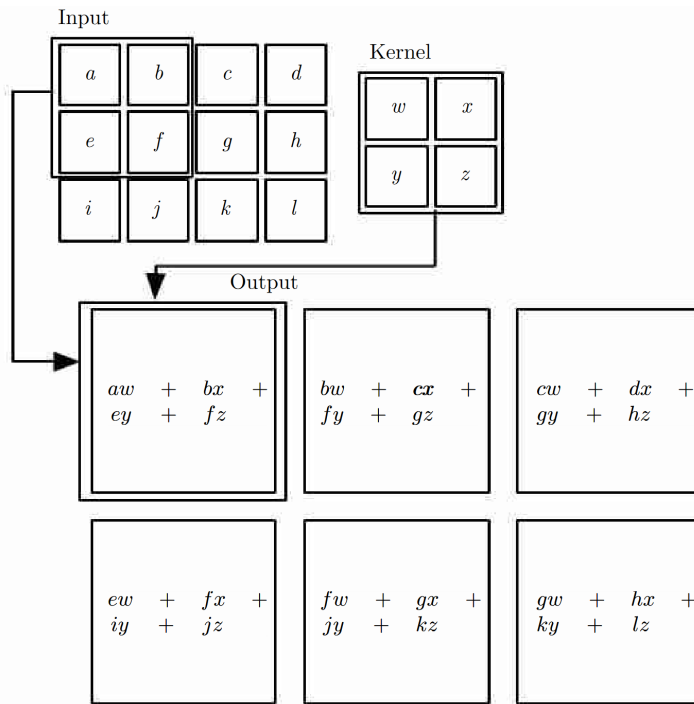 Input
Kernel
a b c d
e f g h
i j k l
w x
y z
Output
aw + bx +
ey + fz
bw + cx +
fy + gz
cw + dx +
gy + hz
ew + fx +
iy + jz
fw + gx +
jy + kz
gw + hx +
ky + lz